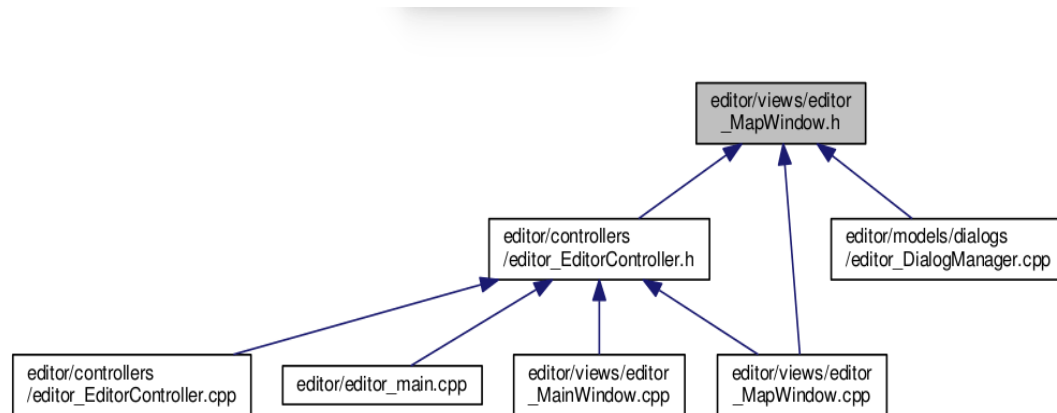 editor/views/editor
_MapWindow.h
editor/controllers
/editor_EditorController.h
editor/models/dialogs
/editor_DialogManager.cpp
editor/controllers
/editor_EditorController.cpp
editor/editor_main.cpp
editor/views/editor
_MainWindow.cpp
editor/views/editor
_MapWindow.cpp